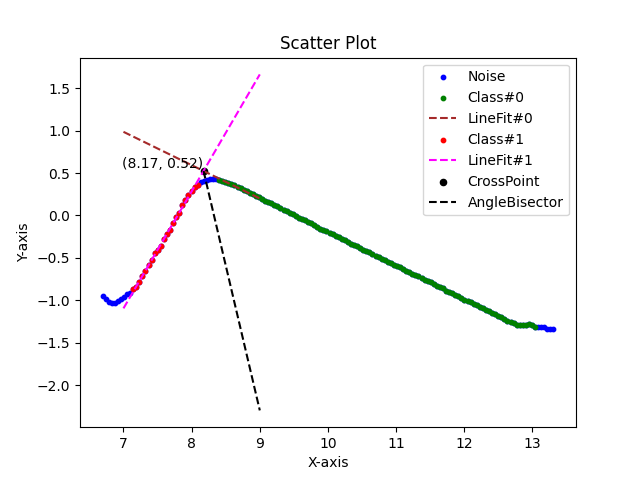 Scatter Plot
Noise
Class#0
LineFit#0
Class#1
LineFit#1
CrossPoint
AngleBisector
(8.17, 0.52)
Y-axis
1.5
1.0
0.5
0.0
−0.5
−1.0
−1.5
−2.0
7 8 9 10 11 12 13
X-axis